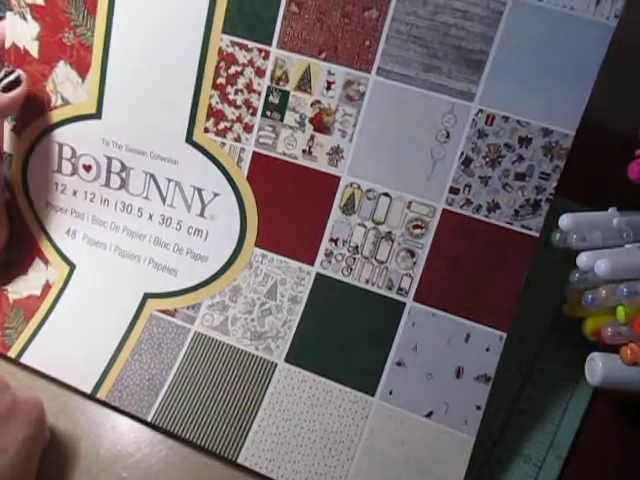 'Tis The Season Collection
BOBUNNY
12 x 12 in (30.5 x 30.5 cm)
Paper Pad | Bloc De Papier | Bloc De Papel
48 Papers | Papiers | Papeles